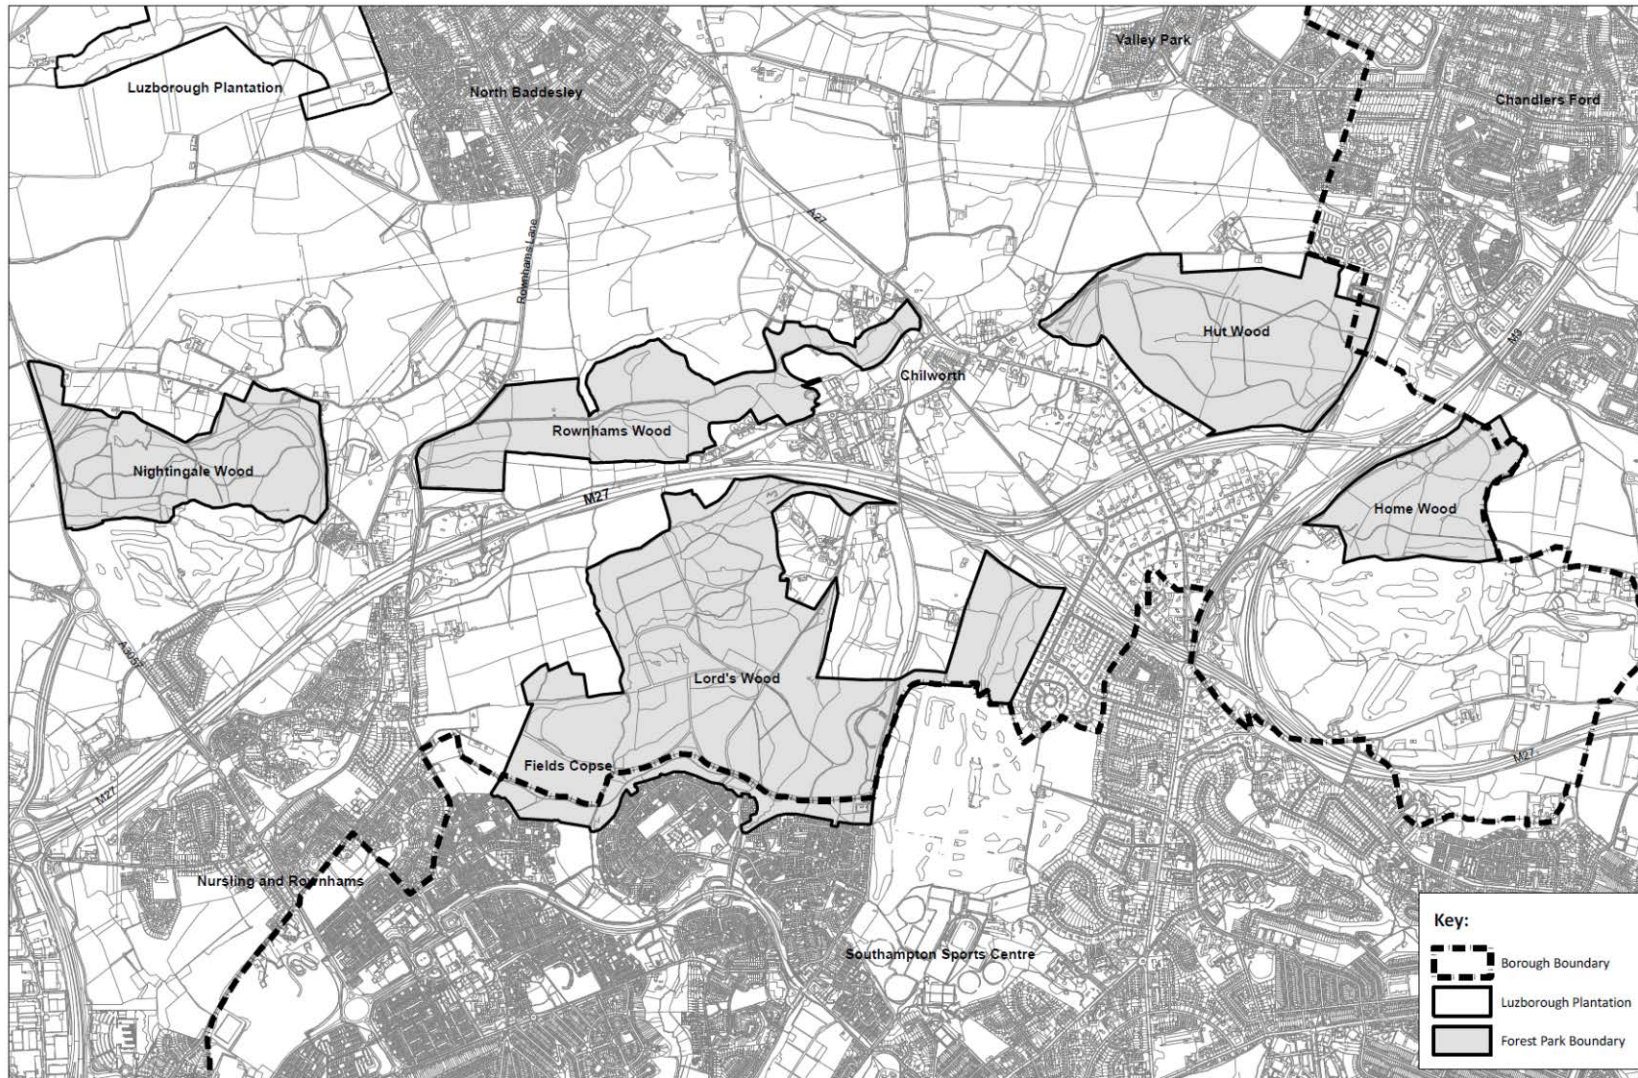 Valley Park
Luzborough Plantation
North Baddesley
Chandlers Ford
A27
Rownhams Lane
Hut Wood
M3
Chilworth
Rownhams Wood
Nightingale Wood
M27
Home Wood
A3057
Lord's Wood
Fields Copse
M27
M27
Nursling and Rownhams
Southampton Sports Centre
Key:
Borough Boundary
Luzborough Plantation
Forest Park Boundary